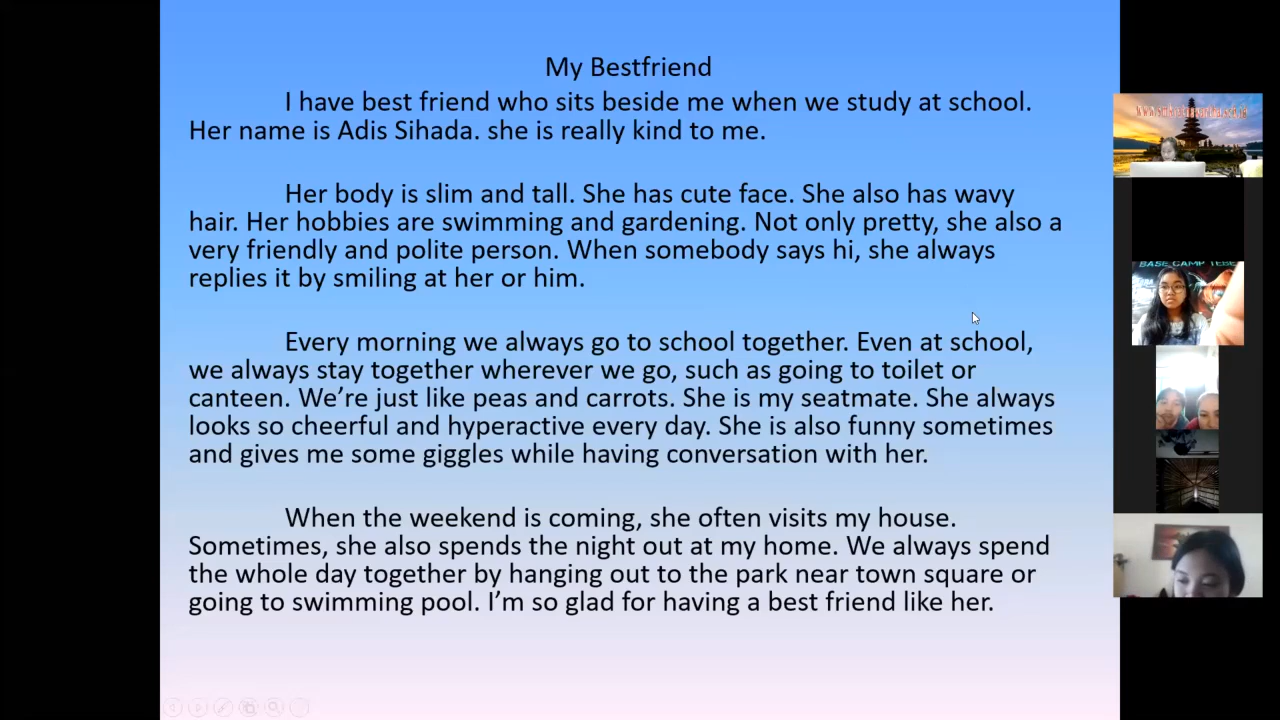 My Bestfriend
I have best friend who sits beside me when we study at school.
Her name is Adis Sihada. she is really kind to me.
Her body is slim and tall. She has cute face. She also has wavy
hair. Her hobbies are swimming and gardening. Not only pretty, she also a
very friendly and polite person. When somebody says hi, she always
replies it by smiling at her or him.
Every morning we always go to school together. Even at school,
we always stay together wherever we go, such as going to toilet or
canteen. We’re just like peas and carrots. She is my seatmate. She always
looks so cheerful and hyperactive every day. She is also funny sometimes
and gives me some giggles while having conversation with her.
When the weekend is coming, she often visits my house.
Sometimes, she also spends the night out at my home. We always spend
the whole day together by hanging out to the park near town square or
going to swimming pool. I’m so glad for having a best friend like her.
BASE CAMP